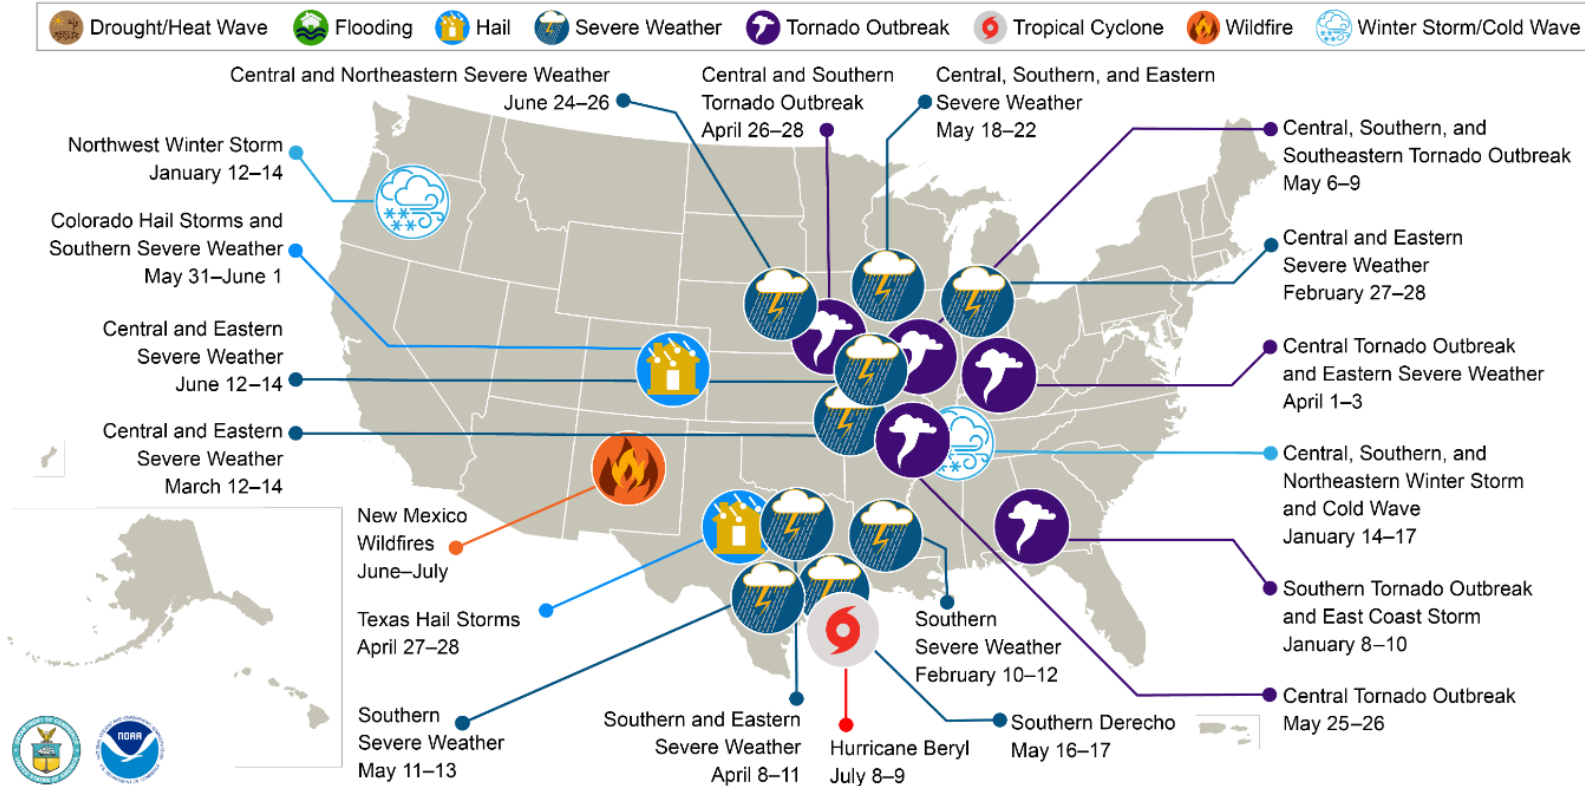 Drought/Heat Wave
Flooding
Hail
Severe Weather
Tornado Outbreak
Tropical Cyclone
Wildfire
Winter Storm/Cold Wave
Central and Northeastern Severe Weather
June 24–26
Central and Southern
Tornado Outbreak
April 26–28
Central, Southern, and Eastern
Severe Weather
May 18–22
Northwest Winter Storm
January 12–14
Colorado Hail Storms and
Southern Severe Weather
May 31–June 1
Central and Eastern
Severe Weather
June 12–14
Central and Eastern
Severe Weather
March 12–14
New Mexico
Wildfires
June–July
Texas Hail Storms
April 27–28
Southern
Severe Weather
May 11–13
Southern and Eastern
Severe Weather
April 8–11
Hurricane Beryl
July 8–9
Southern Derecho
May 16–17
Southern
Severe Weather
February 10–12
Central, Southern, and
Southeastern Tornado Outbreak
May 6–9
Central and Eastern
Severe Weather
February 27–28
Central Tornado Outbreak
and Eastern Severe Weather
April 1–3
Central, Southern, and
Northeastern Winter Storm
and Cold Wave
January 14–17
Southern Tornado Outbreak
and East Coast Storm
January 8–10
Central Tornado Outbreak
May 25–26
DEPARTMENT OF COMMERCE
UNITED STATES OF AMERICA
NOAA